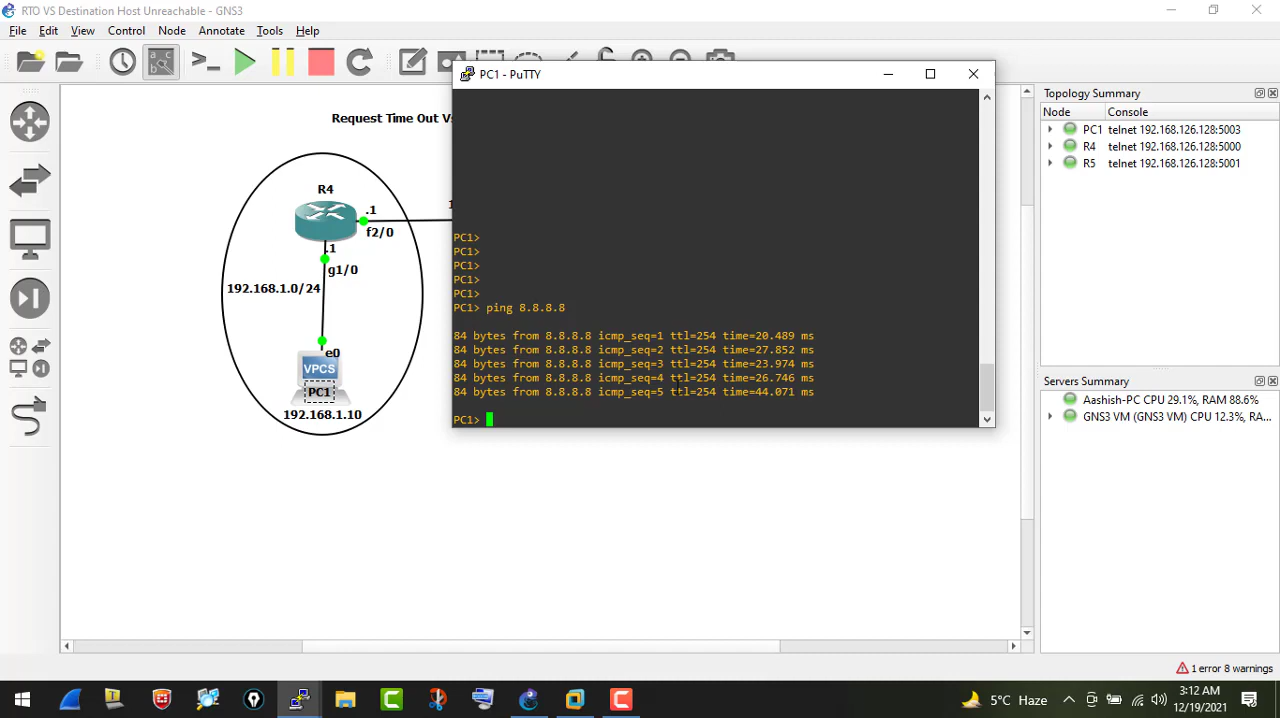 RTO VS Destination Host Unreachable - GNS3
File Edit View Control Node Annotate Tools Help
Request Time Out Vs
R4
.1
f2/0
.1
g1/0
192.168.1.0/24
e0
VPCS
PC1
192.168.1.10
PC1 - PuTTY
PC1>
PC1>
PC1>
PC1>
PC1>
PC1> ping 8.8.8.8
84 bytes from 8.8.8.8 icmp_seq=1 ttl=254 time=20.489 ms
84 bytes from 8.8.8.8 icmp_seq=2 ttl=254 time=27.852 ms
84 bytes from 8.8.8.8 icmp_seq=3 ttl=254 time=23.974 ms
84 bytes from 8.8.8.8 icmp_seq=4 ttl=254 time=26.746 ms
84 bytes from 8.8.8.8 icmp_seq=5 ttl=254 time=44.071 ms
PC1>
Topology Summary
Node Console
PC1 telnet 192.168.126.128:5003
R4 telnet 192.168.126.128:5000
R5 telnet 192.168.126.128:5001
Servers Summary
Aashish-PC CPU 29.1%, RAM 88.6%
GNS3 VM (GNS3 VM) CPU 12.3%, RA...
1 error 8 warnings
5°C Haze
3:12 AM
12/19/2021